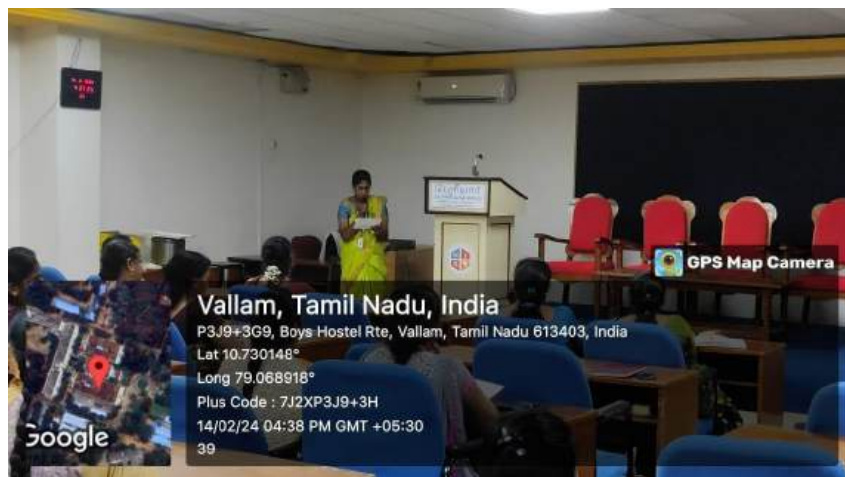 GPS Map Camera
Vallam, Tamil Nadu, India
P3J9+3G9, Boys Hostel Rte, Vallam, Tamil Nadu 613403, India
Lat 10.730148°
Long 79.068918°
Plus Code : 7J2XP3J9+3H
14/02/24 04:38 PM GMT +05:30
39
Google